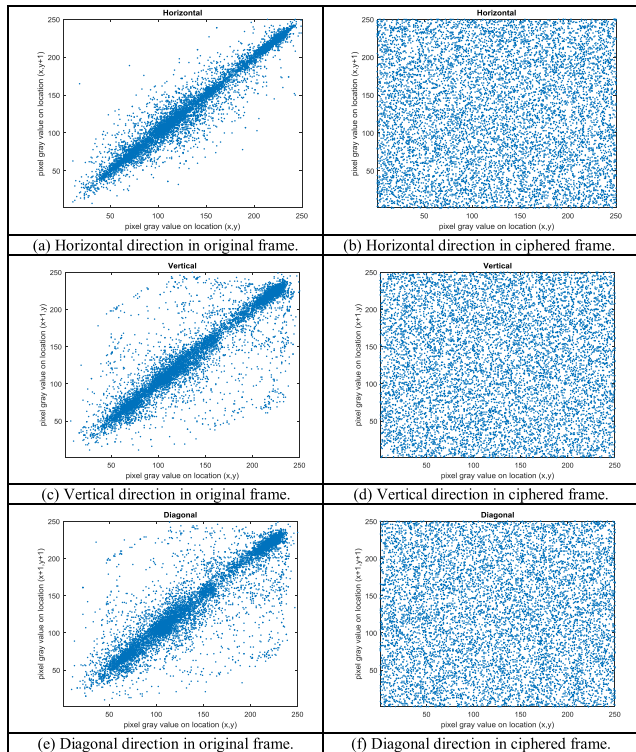 Horizontal
pixel gray value on location (x,y+1)
250
200
150
100
50
50 100 150 200 250
pixel gray value on location (x,y)
(a) Horizontal direction in original frame.
Horizontal
pixel gray value on location (x,y+1)
250
200
150
100
50
50 100 150 200 250
pixel gray value on location (x,y)
(b) Horizontal direction in ciphered frame.
Vertical
pixel gray value on location (x+1,y)
250
200
150
100
50
50 100 150 200 250
pixel gray value on location (x,y)
(c) Vertical direction in original frame.
Vertical
pixel gray value on location (x+1,y)
250
200
150
100
50
50 100 150 200 250
pixel gray value on location (x,y)
(d) Vertical direction in ciphered frame.
Diagonal
pixel gray value on location (x+1,y+1)
250
200
150
100
50
50 100 150 200 250
pixel gray value on location (x,y)
(e) Diagonal direction in original frame.
Diagonal
pixel gray value on location (x+1,y+1)
250
200
150
100
50
50 100 150 200 250
pixel gray value on location (x,y)
(f) Diagonal direction in ciphered frame.